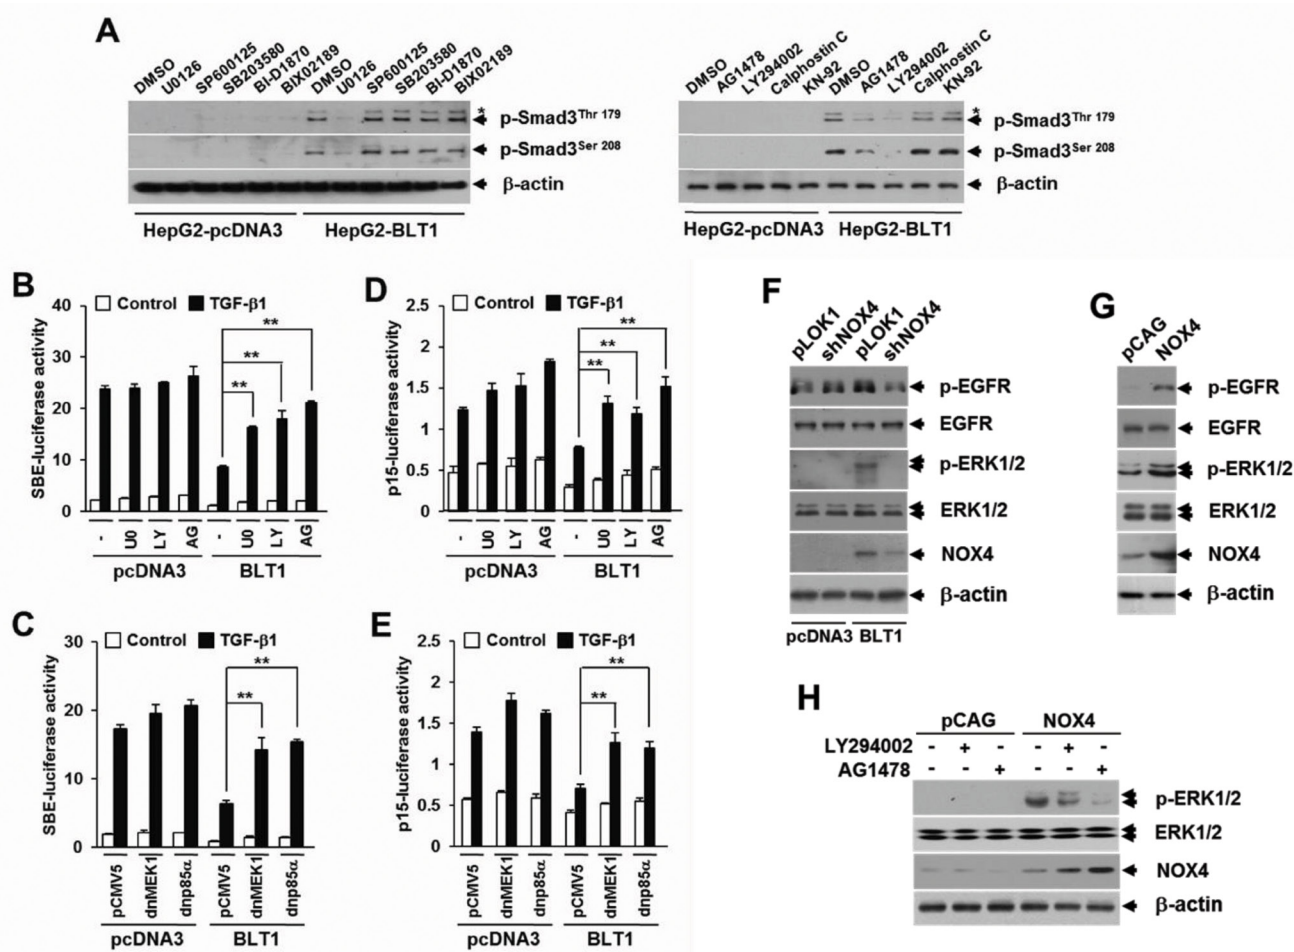 A
DMSO
U0126
SP600125
SB203580
BI-D1870
BIX02189
DMSO
U0126
SP600125
SB203580
BI-D1870
BIX02189
*
p-Smad3Thr 179
p-Smad3Ser 208
β-actin
HepG2-pcDNA3 HepG2-BLT1
DMSO
AG1478
LY294002
Calphostin C
KN-92
DMSO
AG1478
LY294002
Calphostin C
KN-92
*
p-Smad3Thr 179
p-Smad3Ser 208
β-actin
HepG2-pcDNA3 HepG2-BLT1
B
Control TGF-β1
SBE-luciferase activity
40
30
20
10
0
** ** **
- U0 LY AG - U0 LY AG
pcDNA3 BLT1
D
Control TGF-β1
p15-luciferase activity
2.5
2
1.5
1
0.5
0
** ** **
- U0 LY AG - U0 LY AG
pcDNA3 BLT1
C
Control TGF-β1
SBE-luciferase activity
30
20
10
0
** **
pCMV5 dnMEK1 dnp85α pCMV5 dnMEK1 dnp85α
pcDNA3 BLT1
E
Control TGF-β1
p15-luciferase activity
2.5
2
1.5
1
0.5
0
** **
pCMV5 dnMEK1 dnp85α pCMV5 dnMEK1 dnp85α
pcDNA3 BLT1
F
pLOK1 shNOX4 pLOK1 shNOX4
p-EGFR
EGFR
p-ERK1/2
ERK1/2
NOX4
β-actin
pcDNA3 BLT1
G
pCAG NOX4
p-EGFR
EGFR
p-ERK1/2
ERK1/2
NOX4
β-actin
H
pCAG NOX4
LY294002 - + - - + -
AG1478 - - + - - +
p-ERK1/2
ERK1/2
NOX4
β-actin